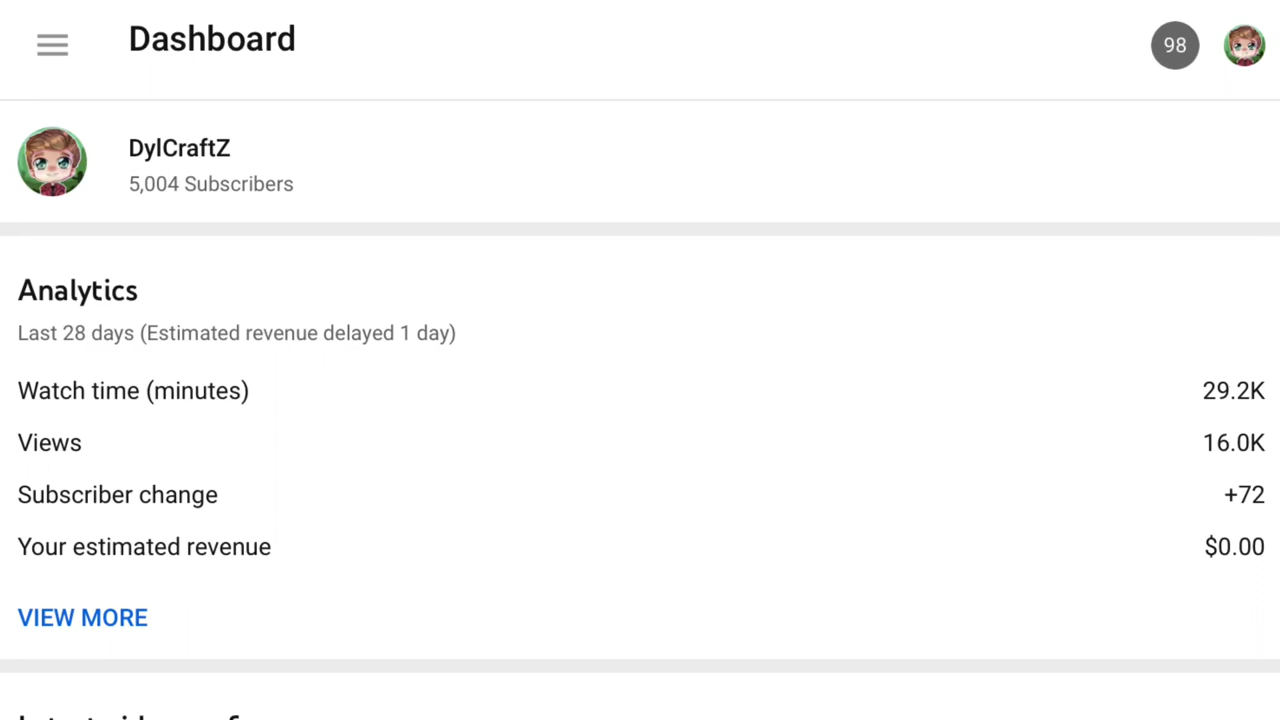 Dashboard
98
DylCraftZ
5,004 Subscribers
Analytics
Last 28 days (Estimated revenue delayed 1 day)
Watch time (minutes) 29.2K
Views 16.0K
Subscriber change +72
Your estimated revenue $0.00
VIEW MORE